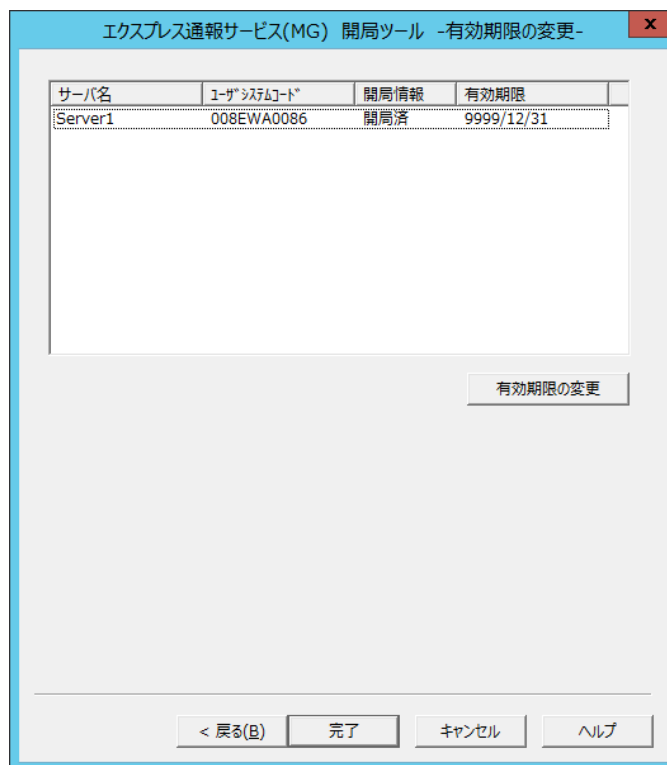 エクスプレス通報サービス(MG) 開局ツール -有効期限の変更-
x
サーバ名 ﾕｰｻﾞｼｽﾃﾑｺｰﾄﾞ 開局情報 有効期限
Server1 008EWA0086 開局済 9999/12/31
有効期限の変更
< 戻る(B) 完了 キャンセル ヘルプ